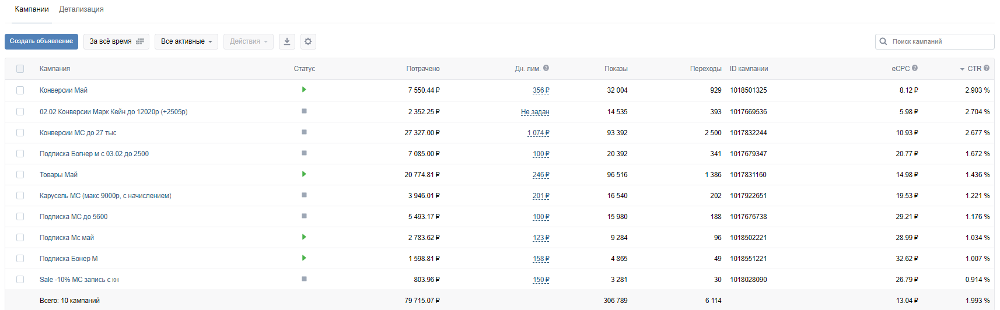 Кампании Детализация
Создать объявление За всё время Все активные Действия Поиск кампаний
Кампания Статус Потрачено Дн. лим. ? Показы Переходы ID кампании eCPC ? CTR ?
Конверсии Май 7 550.44 ₽ 356 ₽ 32 004 929 1018501325 8.12 ₽ 2.903 %
02.02 Конверсии Марк Кейн до 12020р (+2505р) 2 352.25 ₽ Не задан 14 535 393 1017669536 5.98 ₽ 2.704 %
Конверсии МС до 27 тыс 27 327.00 ₽ 1 074 ₽ 93 392 2 500 1017832244 10.93 ₽ 2.677 %
Подписка Богнер м с 03.02 до 2500 7 085.00 ₽ 100 ₽ 20 392 341 1017679347 20.77 ₽ 1.672 %
Товары Май 20 774.81 ₽ 246 ₽ 96 516 1 386 1017831160 14.98 ₽ 1.436 %
Карусель МС (макс 9000р, с начислением) 3 946.01 ₽ 201 ₽ 16 540 202 1017922651 19.53 ₽ 1.221 %
Подписка МС до 5600 5 493.17 ₽ 100 ₽ 15 980 188 1017676738 29.21 ₽ 1.176 %
Подписка Мс май 2 783.62 ₽ 123 ₽ 9 284 96 1018502221 28.99 ₽ 1.034 %
Подписка Бонер М 1 598.81 ₽ 158 ₽ 4 865 49 1018551221 32.62 ₽ 1.007 %
Sale -10% МС запись с кн 803.96 ₽ 150 ₽ 3 281 30 1018028090 26.79 ₽ 0.914 %
Всего: 10 кампаний 79 715.07 ₽ 306 789 6 114 13.04 ₽ 1.993 %